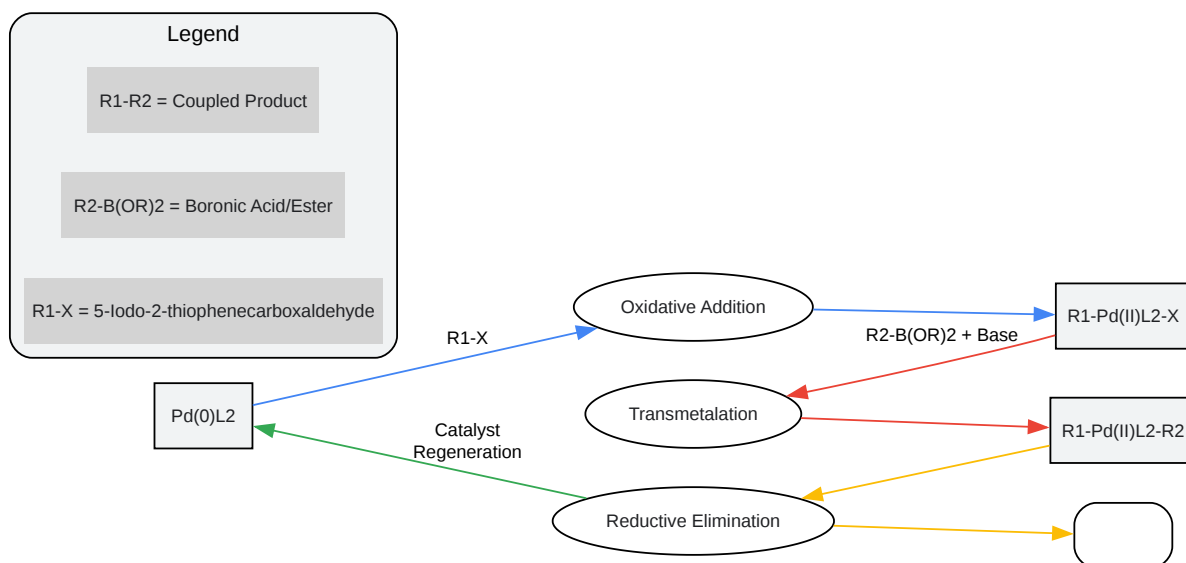 Legend
R1-R2 = Coupled Product
R2-B(OR)2 = Boronic Acid/Ester
R1-X = 5-Iodo-2-thiophenecarboxaldehyde
Oxidative Addition
R1-Pd(II)L2-X
R1-X
R2-B(OR)2 + Base
Pd(0)L2
Transmetalation
R1-Pd(II)L2-R2
Catalyst
Regeneration
Reductive Elimination